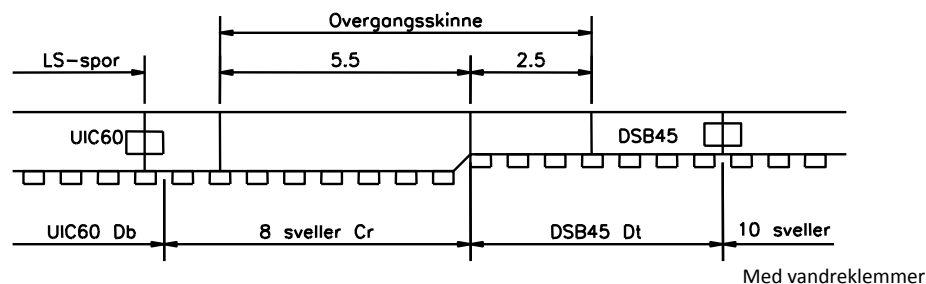 Overgangsskinne
LS-spor 5.5 2.5
UIC60 DSB45
UIC60 Db 8 sveller Cr DSB45 Dt 10 sveller
Med vandreklemmer